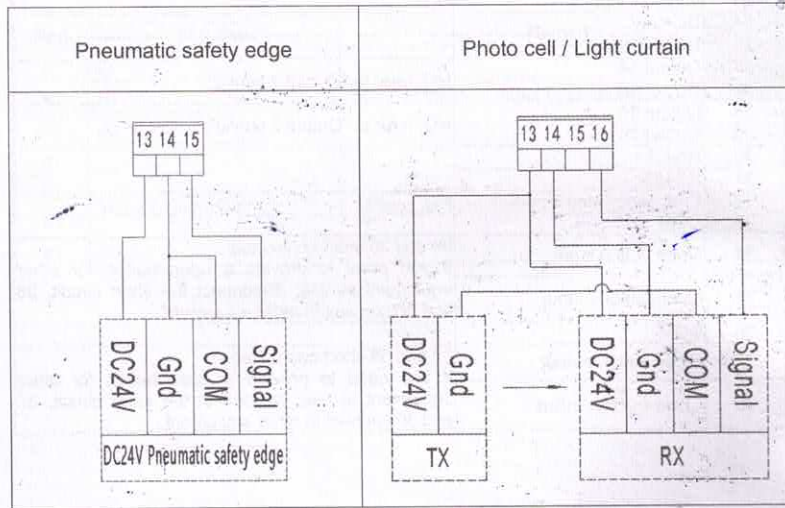 Pneumatic safety edge
Photo cell / Light curtain
13 14 15
13 14 15 16
DC24V
Gnd
COM
Signal
DC24V Pneumatic safety edge
DC24V
Gnd
TX
DC24V
Gnd
COM
Signal
RX